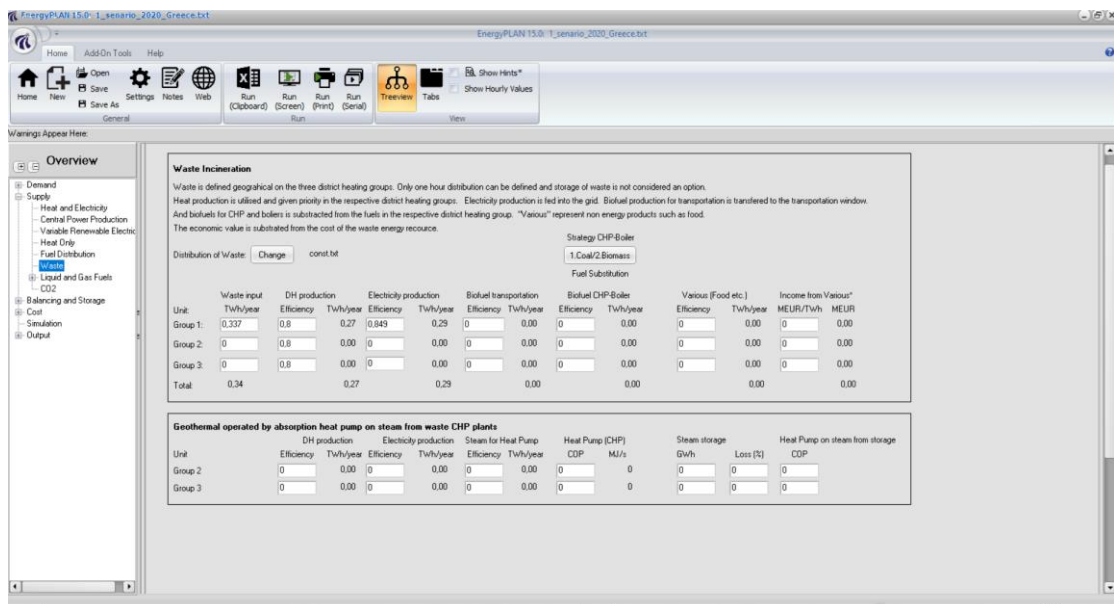 EnergyPLAN 15.0: 1_senario_2020_Greece.txt
EnergyPLAN 15.0: 1_senario_2020_Greece.txt
Home Add-On Tools Help
Home New Open Save Save As Settings Notes Web Run (Clipboard) Run (Screen) Run (Print) Run (Serial) Treeview Tabs Show Hints* Show Hourly Values
General Run View
Warnings Appear Here:
Overview
Demand
Supply
Heat and Electricity
Central Power Production
Variable Renewable Electric
Heat Only
Fuel Distribution
Waste
Liquid and Gas Fuels
CO2
Balancing and Storage
Cost
Simulation
Output
Waste Incineration
Waste is defined geograhical on the three district heating groups. Only one hour distribution can be defined and storage of waste is not considered an option.
Heat production is utilised and given priority in the respective district heating groups. Electricity production is fed into the grid. Biofuel production for transportation is transfered to the transportation window.
And biofuels for CHP and boilers is substracted from the fuels in the respective district heating group. "Various" represent non energy products such as food.
The economic value is substrated from the cost of the waste energy recource.
Strategy CHP-Boiler
Distribution of Waste: Change const.txt 1.Coal/2.Biomass
Fuel Substitution
Waste input DH production Electricity production Biofuel transportation Biofuel CHP-Boiler Various (Food etc.) Income from Various*
Unit: TWh/year Efficiency TWh/year Efficiency TWh/year Efficiency TWh/year Efficiency TWh/year Efficiency TWh/year MEUR/TWh MEUR
Group 1: 0,337 0,8 0,27 0,849 0,29 0 0,00 0 0,00 0 0,00 0 0,00
Group 2: 0 0,8 0,00 0 0,00 0 0,00 0 0,00 0 0,00 0 0,00
Group 3: 0 0,8 0,00 0 0,00 0 0,00 0 0,00 0 0,00 0 0,00
Total: 0,34 0,27 0,29 0,00 0,00 0,00 0,00
Geothermal operated by absorption heat pump on steam from waste CHP plants
DH production Electricity production Steam for Heat Pump Heat Pump (CHP) Steam storage Heat Pump on steam from storage
Unit Efficiency TWh/year Efficiency TWh/year Efficiency TWh/year COP MJ/s GWh Loss (%) COP
Group 2 0 0,00 0 0,00 0 0,00 0 0 0 0 0
Group 3 0 0,00 0 0,00 0 0,00 0 0 0 0 0